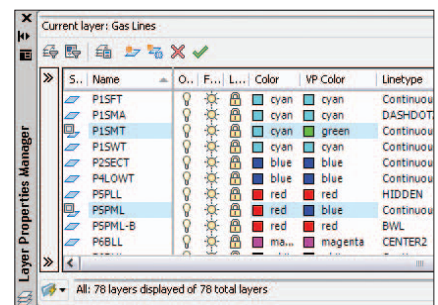 Current layer: Gas Lines
S.. Name O.. F... L... Color VP Color Linetype
P1SFT cyan cyan Continuou
P1SMA cyan cyan DASHDOT
P1SMT cyan green Continuou
P1SWT cyan cyan Continuou
P2SECT blue blue Continuou
P4LOWT blue blue Continuou
P5PLL red red HIDDEN
P5PML red blue Continuou
P5PML-B red red BWL
P6BLL ma... magenta CENTER2
All: 78 layers displayed of 78 total layers
Layer Properties Manager